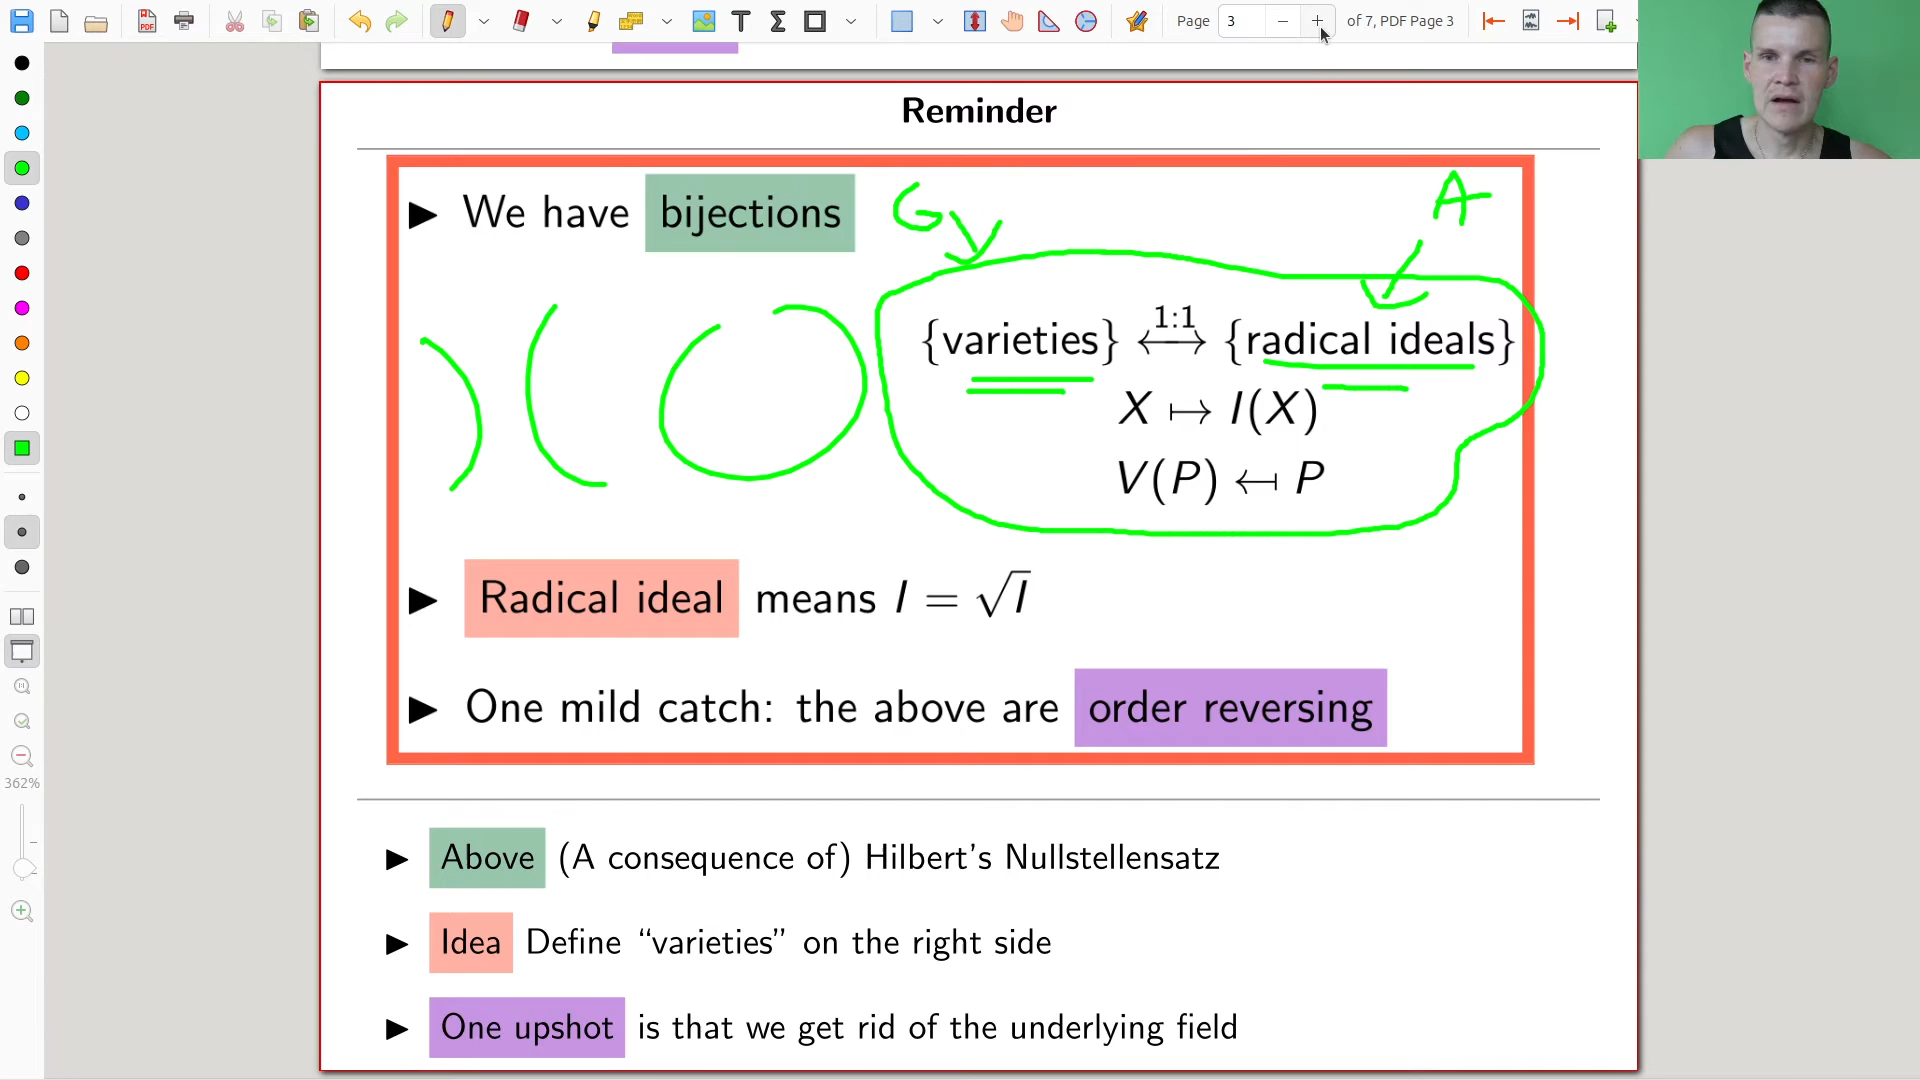 Page 3 of 7, PDF Page 3
Reminder
► We have bijections
G
A
{varieties} ⟷ 1:1 {radical ideals}
X ↦ I(X)
V(P) ↤ P
► Radical ideal means I = √I
► One mild catch: the above are order reversing
► Above (A consequence of) Hilbert's Nullstellensatz
► Idea Define “varieties” on the right side
► One upshot is that we get rid of the underlying field
362%